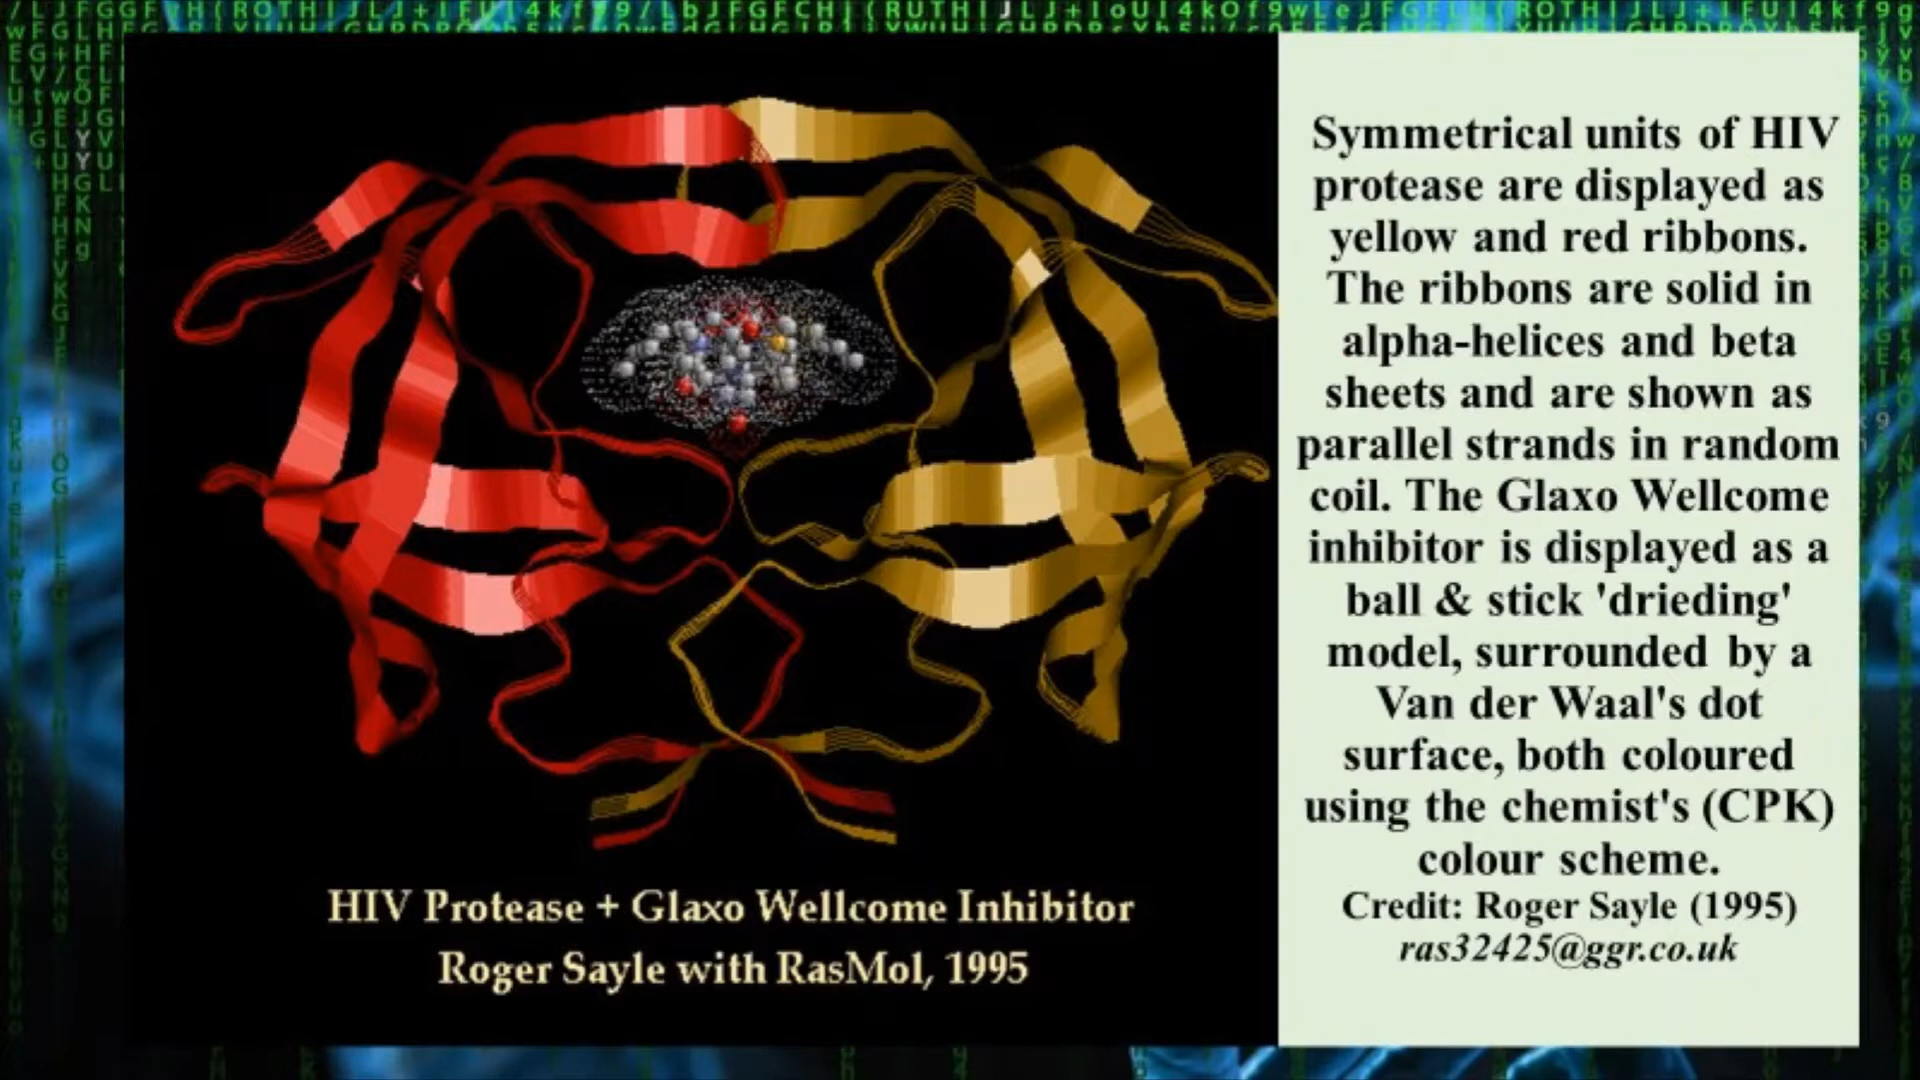 HIV Protease + Glaxo Wellcome Inhibitor
Roger Sayle with RasMol, 1995
Symmetrical units of HIV
protease are displayed as
yellow and red ribbons.
The ribbons are solid in
alpha-helices and beta
sheets and are shown as
parallel strands in random
coil. The Glaxo Wellcome
inhibitor is displayed as a
ball & stick 'drieding'
model, surrounded by a
Van der Waal's dot
surface, both coloured
using the chemist's (CPK)
colour scheme.
Credit: Roger Sayle (1995)
ras32425@ggr.co.uk